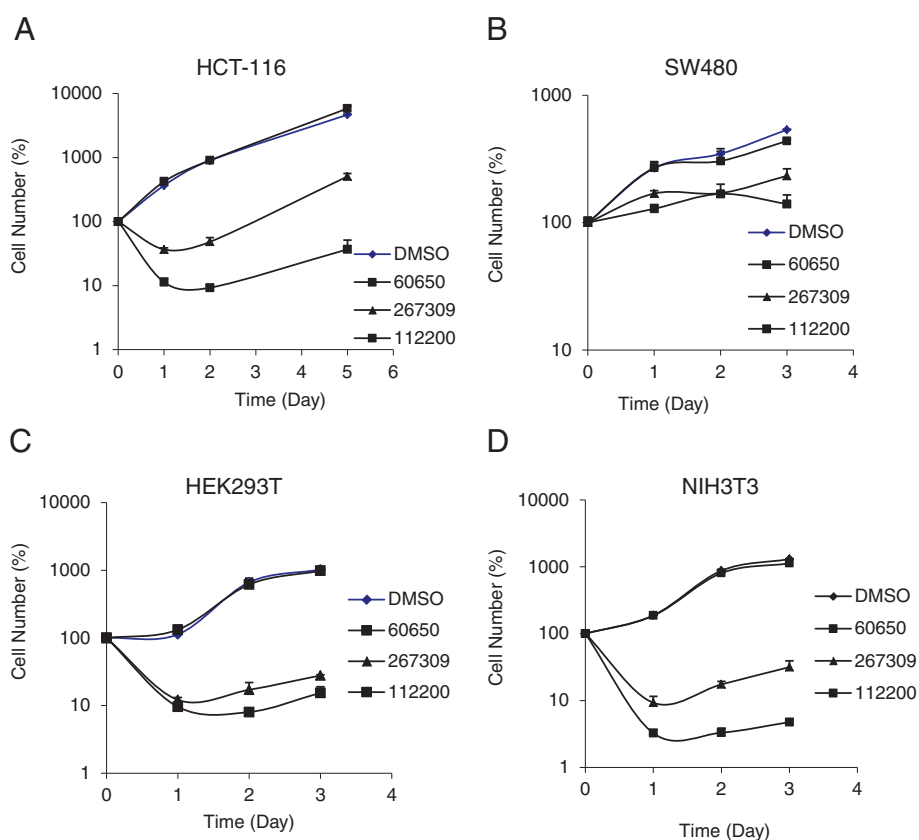 A
HCT-116
Cell Number (%)
10000
1000
100
10
1
0 1 2 3 4 5 6
Time (Day)
DMSO
60650
267309
112200
B
SW480
Cell Number (%)
1000
100
10
0 1 2 3 4
Time (Day)
DMSO
60650
267309
112200
C
HEK293T
Cell Number (%)
10000
1000
100
10
1
0 1 2 3 4
Time (Day)
DMSO
60650
267309
112200
D
NIH3T3
Cell Number (%)
10000
1000
100
10
1
0 1 2 3 4
Time (Day)
DMSO
60650
267309
112200